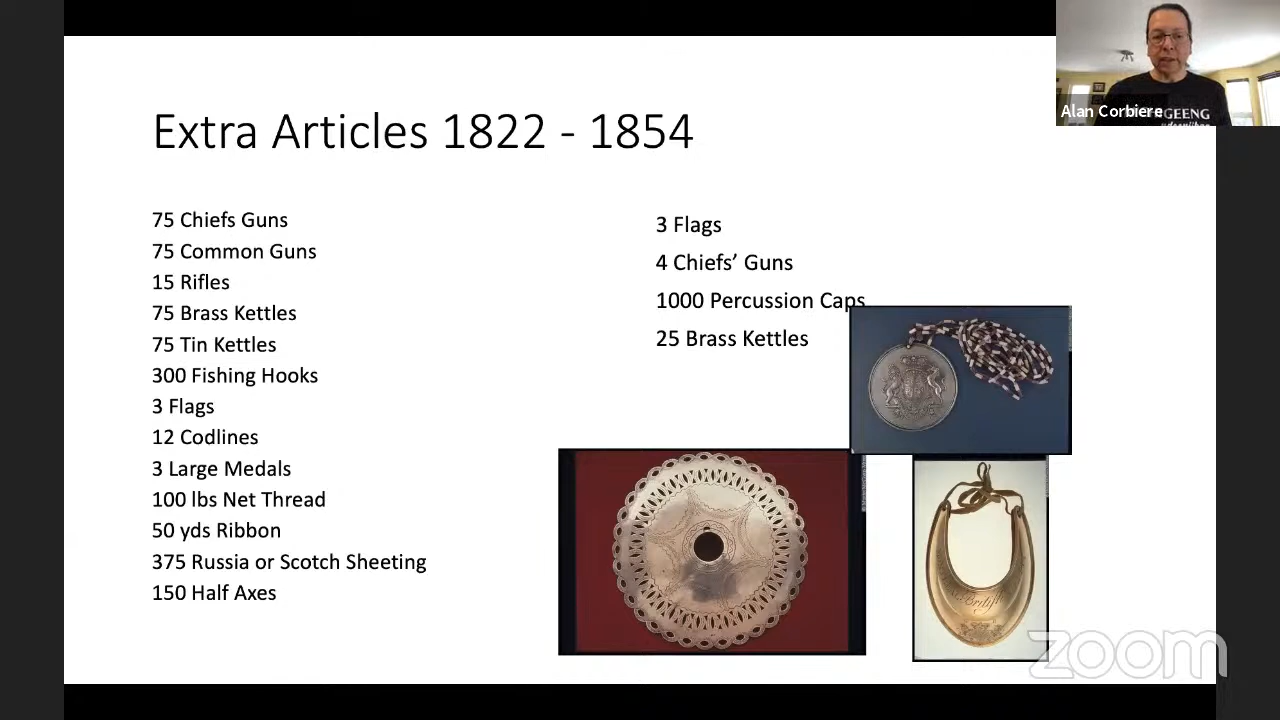 Extra Articles 1822 - 1854
75 Chiefs Guns
75 Common Guns
15 Rifles
75 Brass Kettles
75 Tin Kettles
300 Fishing Hooks
3 Flags
12 Codlines
3 Large Medals
100 lbs Net Thread
50 yds Ribbon
375 Russia or Scotch Sheeting
150 Half Axes
3 Flags
4 Chiefs’ Guns
1000 Percussion Caps
25 Brass Kettles
Alan Corbiere
GEENG
zoom